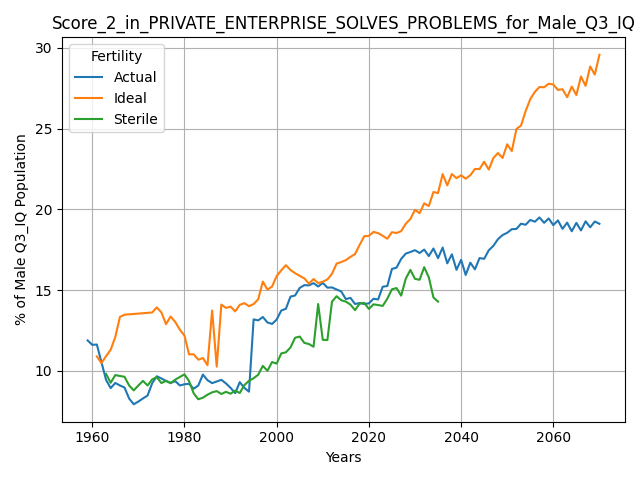 Score_2_in_PRIVATE_ENTERPRISE_SOLVES_PROBLEMS_for_Male_Q3_IQ
Fertility
Actual
Ideal
Sterile
% of Male Q3_IQ Population
30
25
20
15
10
1960 1980 2000 2020 2040 2060
Years